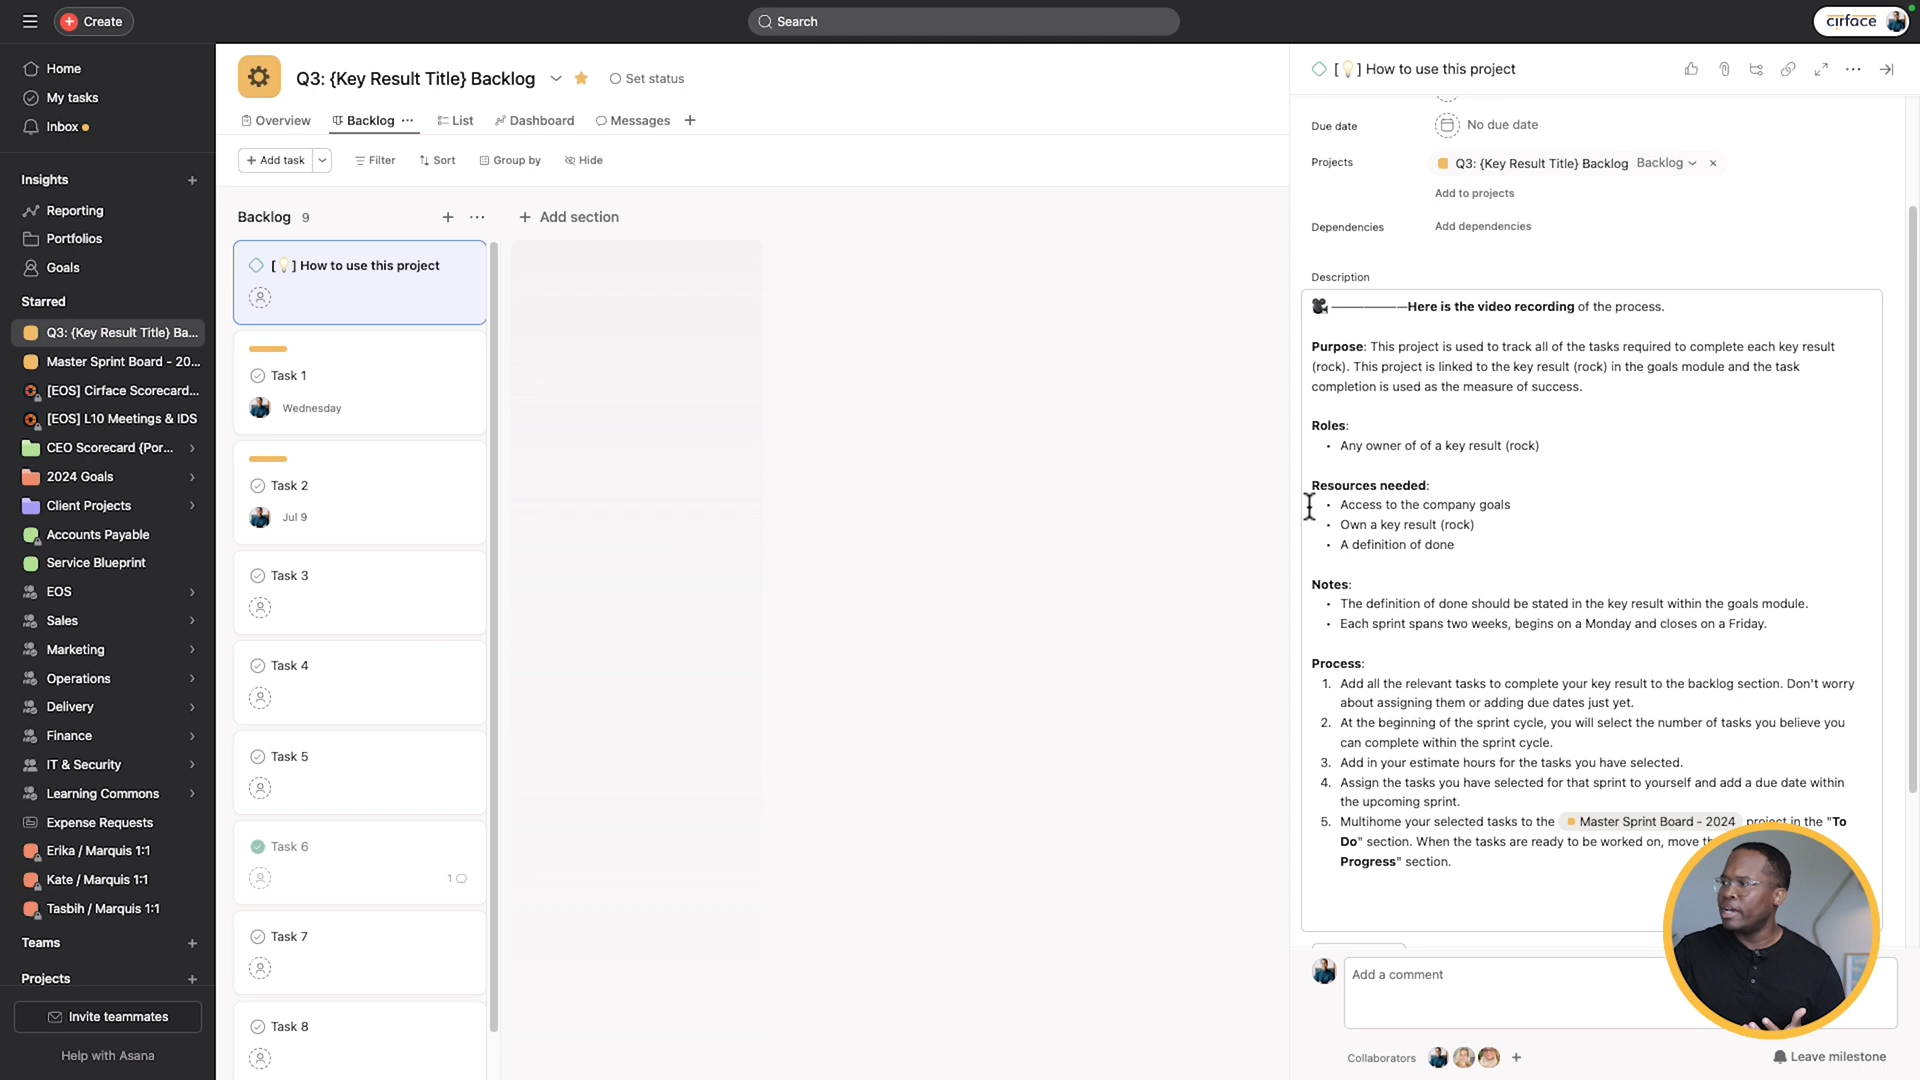 Create
Search
cirface
Home
My tasks
Inbox
Insights
Reporting
Portfolios
Goals
Starred
Q3: {Key Result Title} Ba...
Master Sprint Board - 20...
[EOS] Cirface Scorecard...
[EOS] L10 Meetings & IDS
CEO Scorecard {Por...
2024 Goals
Client Projects
Accounts Payable
Service Blueprint
EOS
Sales
Marketing
Operations
Delivery
Finance
IT & Security
Learning Commons
Expense Requests
Erika / Marquis 1:1
Kate / Marquis 1:1
Tasbih / Marquis 1:1
Teams
Projects
Invite teammates
Help with Asana
Q3: {Key Result Title} Backlog
Set status
Overview
Backlog
List
Dashboard
Messages
Add task
Filter
Sort
Group by
Hide
Backlog 9
Add section
[💡] How to use this project
Task 1
Wednesday
Task 2
Jul 9
Task 3
Task 4
Task 5
Task 6
1
Task 7
Task 8
[💡] How to use this project
Due date No due date
Projects Q3: {Key Result Title} Backlog Backlog
Add to projects
Dependencies Add dependencies
Description
🎥 ——————Here is the video recording of the process.
Purpose: This project is used to track all of the tasks required to complete each key result
(rock). This project is linked to the key result (rock) in the goals module and the task
completion is used as the measure of success.
Roles:
• Any owner of of a key result (rock)
Resources needed:
• Access to the company goals
• Own a key result (rock)
• A definition of done
Notes:
• The definition of done should be stated in the key result within the goals module.
• Each sprint spans two weeks, begins on a Monday and closes on a Friday.
Process:
1. Add all the relevant tasks to complete your key result to the backlog section. Don't worry
about assigning them or adding due dates just yet.
2. At the beginning of the sprint cycle, you will select the number of tasks you believe you
can complete within the sprint cycle.
3. Add in your estimate hours for the tasks you have selected.
4. Assign the tasks you have selected for that sprint to yourself and add a due date within
the upcoming sprint.
5. Multihome your selected tasks to the Master Sprint Board - 2024 project in the "To
Do" section. When the tasks are ready to be worked on, move
Progress" section.
Add a comment
Collaborators
Leave milestone